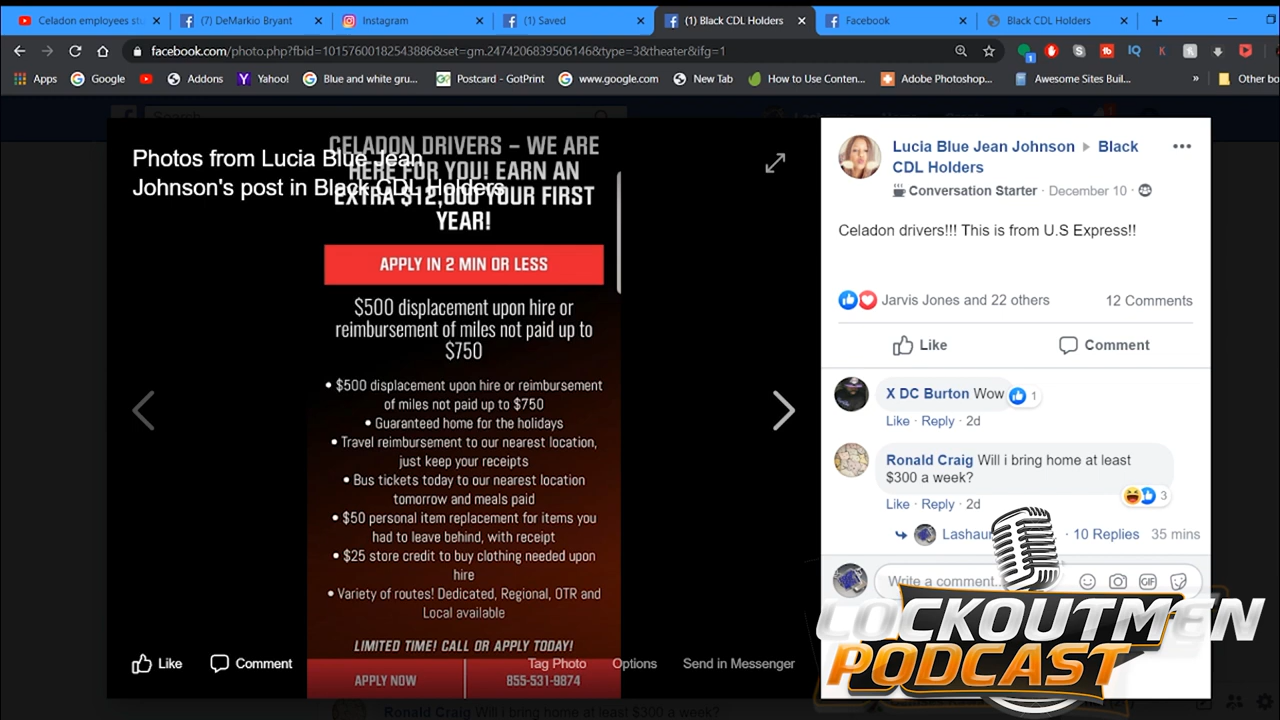 Celadon employees stu
(7) DeMarkio Bryant
Instagram
(1) Saved
(1) Black CDL Holders
Facebook
Black CDL Holders
facebook.com/photo.php?fbid=10157600182543886&set=gm.2474206839506146&type=3&theater&ifg=1
Apps
Google
Addons
Yahoo!
Blue and white gru...
Postcard - GotPrint
www.google.com
New Tab
How to Use Conten...
Adobe Photoshop...
Awesome Sites Buil...
»
Other bo
Photos from Lucia Blue Jean
Johnson's post in Black CDL Holders
CELADON DRIVERS – WE ARE
HERE FOR YOU! EARN AN
EXTRA $12,000 YOUR FIRST
YEAR!
APPLY IN 2 MIN OR LESS
$500 displacement upon hire or
reimbursement of miles not paid up to
$750
• $500 displacement upon hire or reimbursement
of miles not paid up to $750
• Guaranteed home for the holidays
• Travel reimbursement to our nearest location,
just keep your receipts
• Bus tickets today to our nearest location
tomorrow and meals paid
• $50 personal item replacement for items you
had to leave behind, with receipt
• $25 store credit to buy clothing needed upon
hire
• Variety of routes! Dedicated, Regional, OTR and
Local available
LIMITED TIME! CALL OR APPLY TODAY!
APPLY NOW
855-531-9874
Like
Comment
Tag Photo
Options
Send in Messenger
Lucia Blue Jean Johnson ▸ Black
CDL Holders
Conversation Starter · December 10 ·
Celadon drivers!!! This is from U.S Express!!
Jarvis Jones and 22 others
12 Comments
Like
Comment
X DC Burton Wow
1
Like · Reply · 2d
Ronald Craig Will i bring home at least
$300 a week?
3
Like · Reply · 2d
Lashau
· 10 Replies
35 mins
Write a comment...
GIF
LOCKOUTMEN
PODCAST
Ronald Craig Will i bring home at least $300 a week?